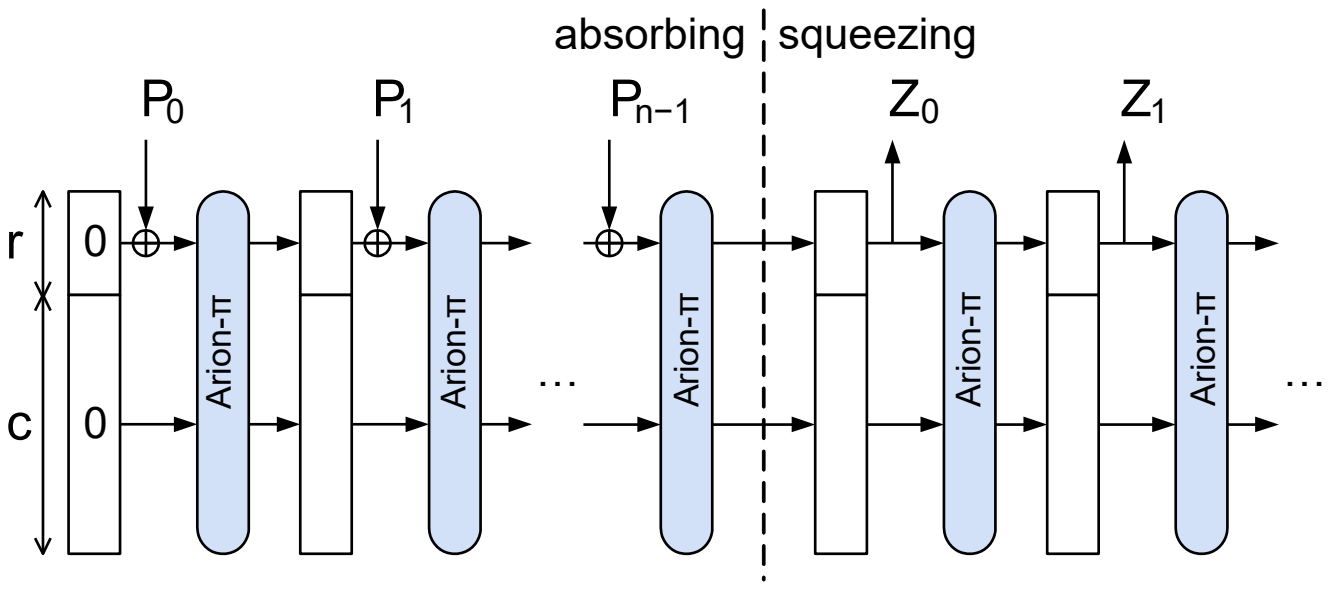 absorbing squeezing
P₀ P₁ Pₙ₋₁ Z₀ Z₁
r 0
c 0
Arion-π Arion-π ... Arion-π Arion-π Arion-π ...